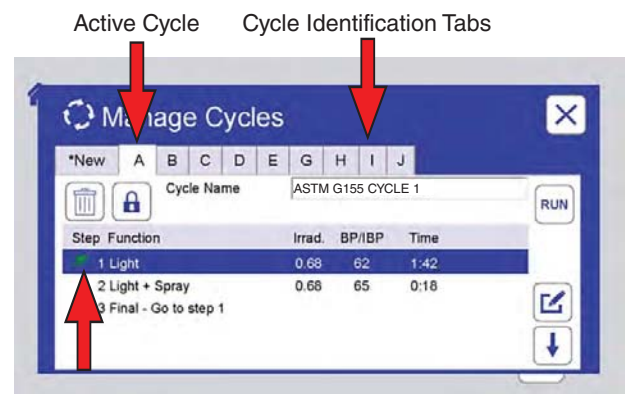 Active Cycle Cycle Identification Tabs
Manage Cycles
*New A B C D E G H I J
Cycle Name ASTM G155 CYCLE 1
RUN
Step Function Irrad. BP/IBP Time
1 Light 0.68 62 1:42
2 Light + Spray 0.68 65 0:18
3 Final - Go to step 1